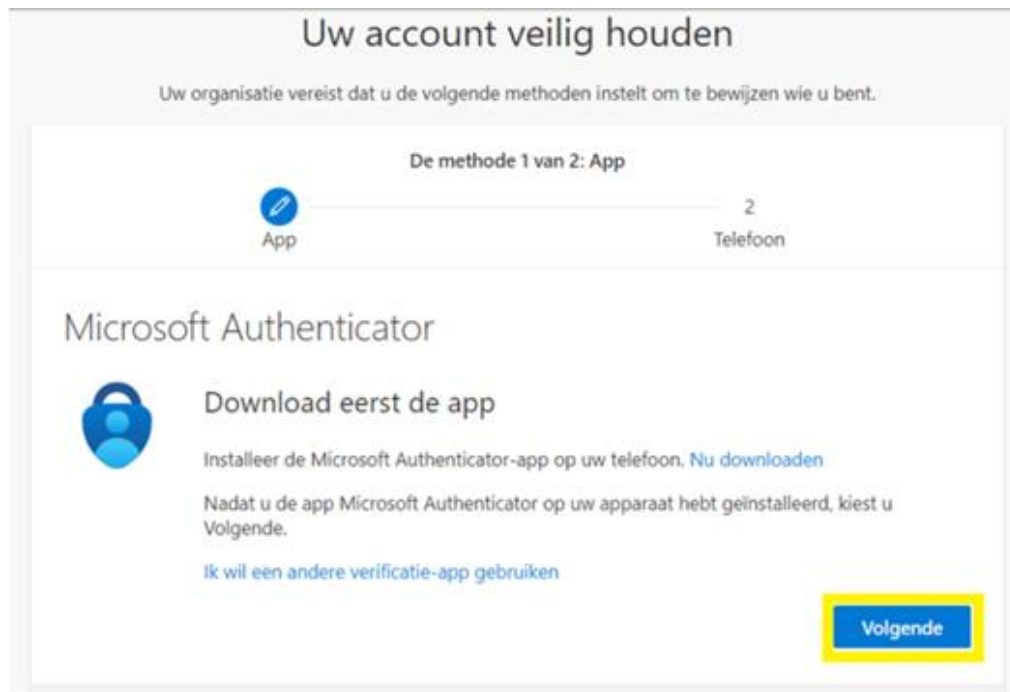 Uw account veilig houden
Uw organisatie vereist dat u de volgende methoden instelt om te bewijzen wie u bent.
De methode 1 van 2: App
2
App
Telefoon
Microsoft Authenticator
Download eerst de app
Installeer de Microsoft Authenticator-app op uw telefoon. Nu downloaden
Nadat u de app Microsoft Authenticator op uw apparaat hebt geïnstalleerd, kiest u
Volgende.
Ik wil een andere verificatie-app gebruiken
Volgende